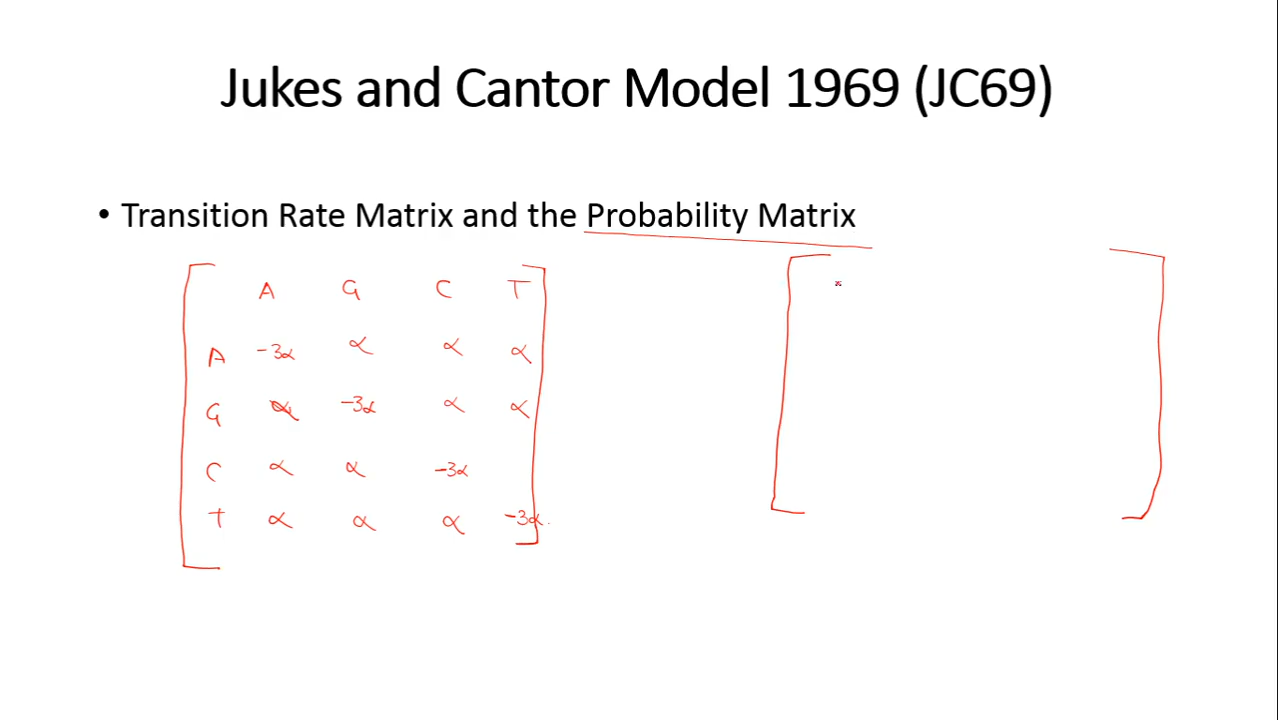 Jukes and Cantor Model 1969 (JC69)
• Transition Rate Matrix and the Probability Matrix
A G C T
A -3α α α α
G α -3α α α
C α α -3α
T α α α -3α.